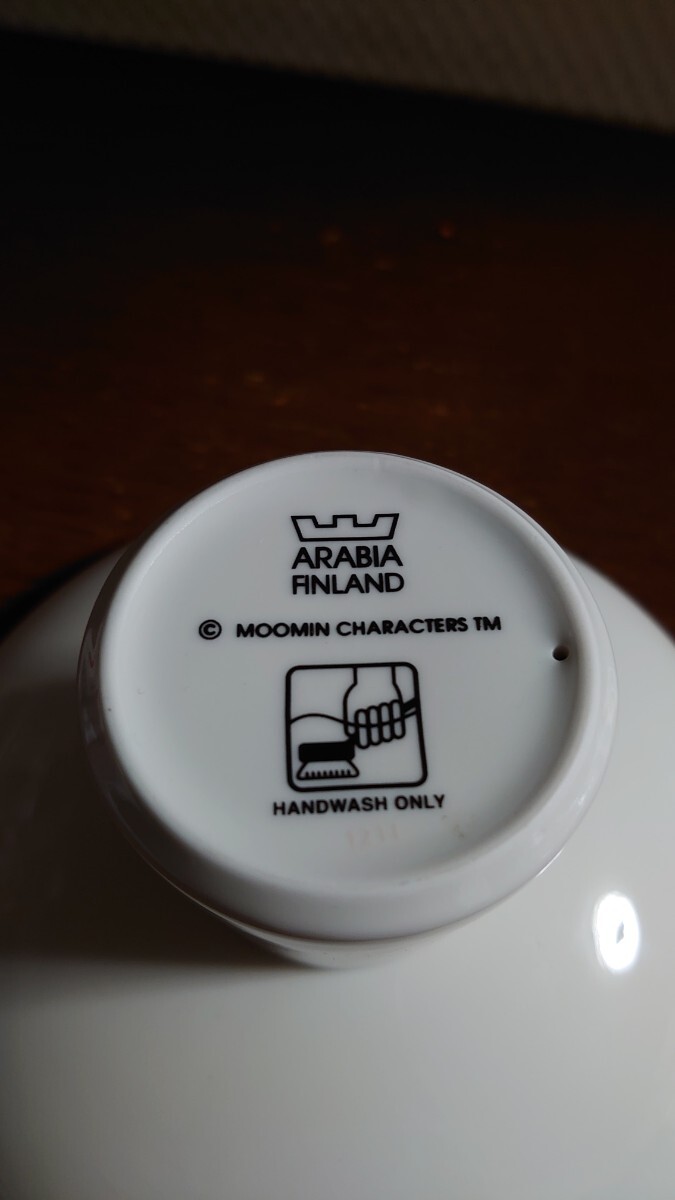 ARABIA
FINLAND
© MOOMIN CHARACTERS TM
HANDWASH ONLY